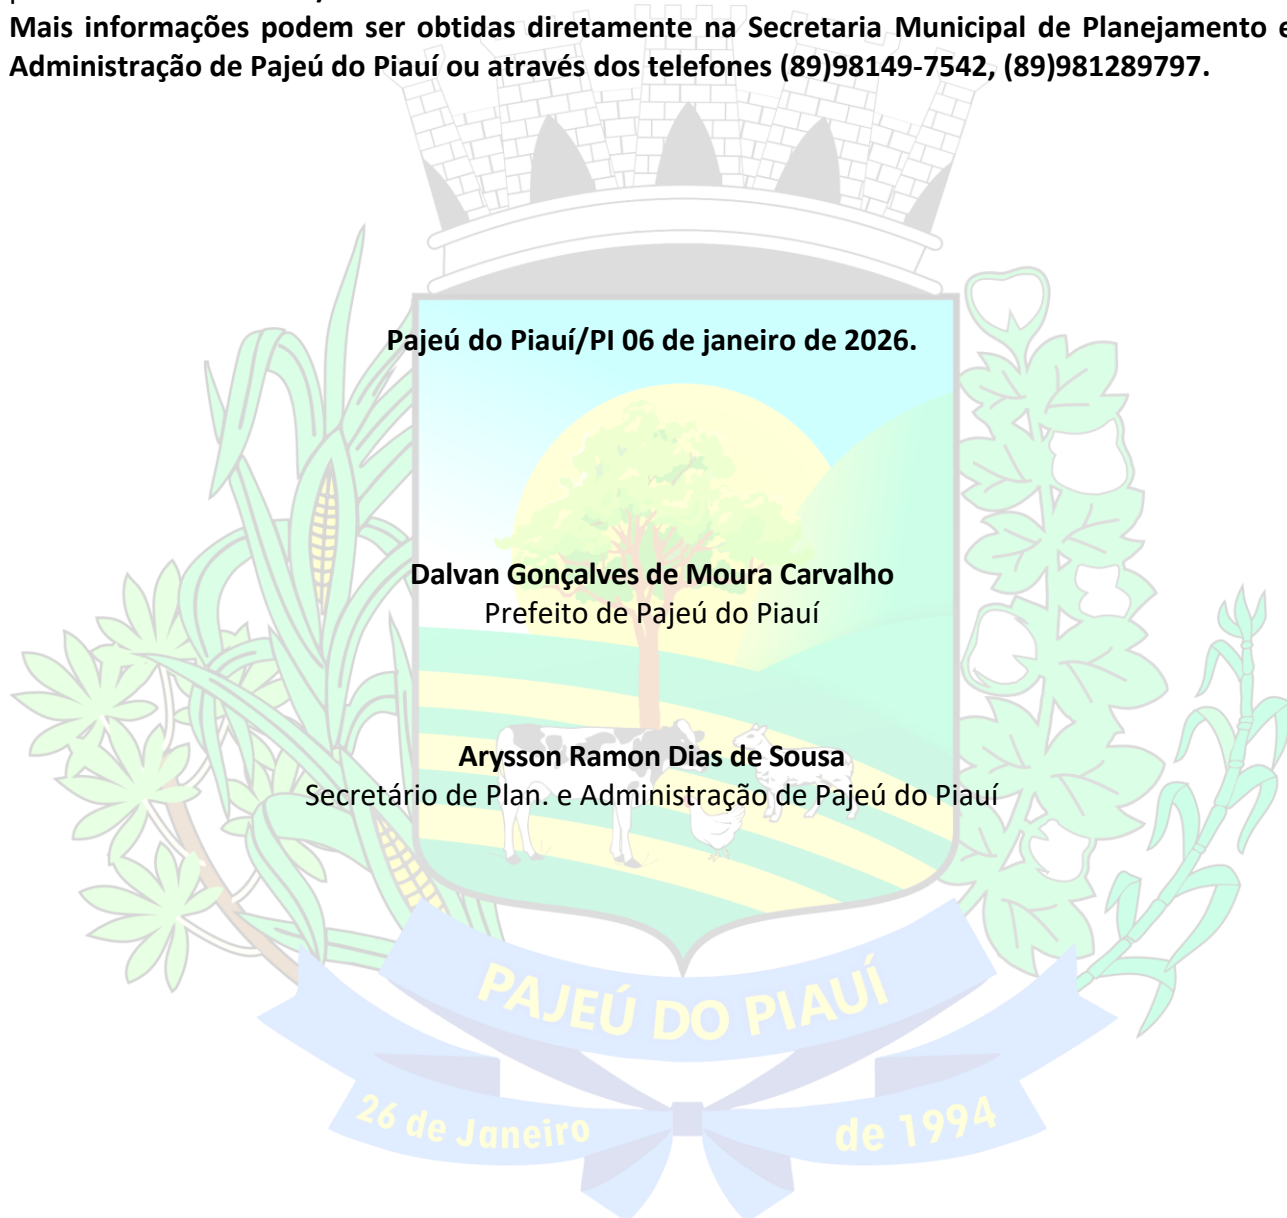 Mais informações podem ser obtidas diretamente na Secretaria Municipal de Planejamento e
Administração de Pajeú do Piauí ou através dos telefones (89)98149-7542, (89)981289797.
Pajeú do Piauí/PI 06 de janeiro de 2026.
Dalvan Gonçalves de Moura Carvalho
Prefeito de Pajeú do Piauí
Arysson Ramon Dias de Sousa
Secretário de Plan. e Administração de Pajeú do Piauí
PAJEÚ DO PIAUÍ
26 de Janeiro de 1994